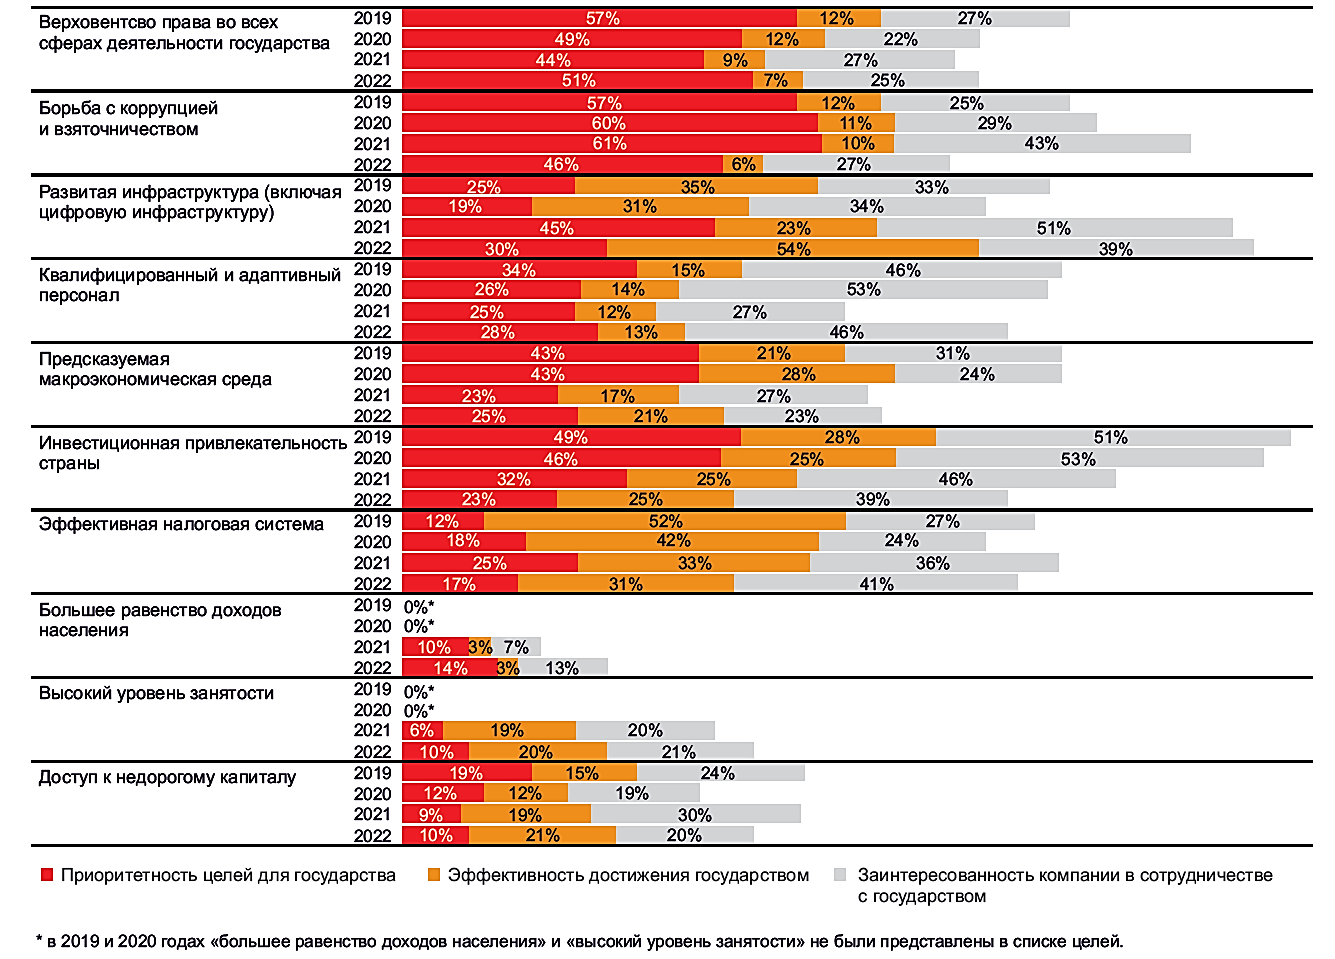 Верховентсво права во всех
сферах деятельности государства
2019 57% 12% 27%
2020 49% 12% 22%
2021 44% 9% 27%
2022 51% 7% 25%
Борьба с коррупцией
и взяточничеством
2019 57% 12% 25%
2020 60% 11% 29%
2021 61% 10% 43%
2022 46% 6% 27%
Развитая инфраструктура (включая
цифровую инфраструктуру)
2019 25% 35% 33%
2020 19% 31% 34%
2021 45% 23% 51%
2022 30% 54% 39%
Квалифицированный и адаптивный
персонал
2019 34% 15% 46%
2020 26% 14% 53%
2021 25% 12% 27%
2022 28% 13% 46%
Предсказуемая
макроэкономическая среда
2019 43% 21% 31%
2020 43% 28% 24%
2021 23% 17% 27%
2022 25% 21% 23%
Инвестиционная привлекательность
страны
2019 49% 28% 51%
2020 46% 25% 53%
2021 32% 25% 46%
2022 23% 25% 39%
Эффективная налоговая система
2019 12% 52% 27%
2020 18% 42% 24%
2021 25% 33% 36%
2022 17% 31% 41%
Большее равенство доходов
населения
2019 0%*
2020 0%*
2021 10% 3% 7%
2022 14% 3% 13%
Высокий уровень занятости
2019 0%*
2020 0%*
2021 6% 19% 20%
2022 10% 20% 21%
Доступ к недорогому капиталу
2019 19% 15% 24%
2020 12% 12% 19%
2021 9% 19% 30%
2022 10% 21% 20%
Приоритетность целей для государства
Эффективность достижения государством
Заинтересованность компании в сотрудничестве
с государством
* в 2019 и 2020 годах «большее равенство доходов населения» и «высокий уровень занятости» не были представлены в списке целей.